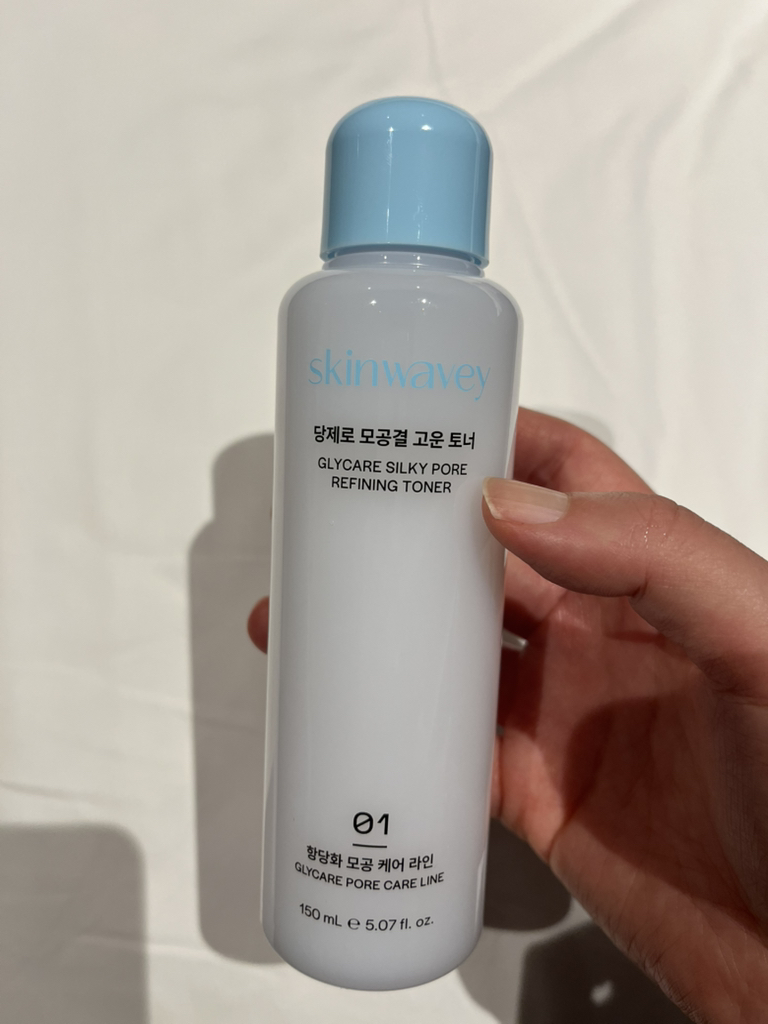 skinwavey
당제로 모공결 고운 토너
GLYCARE SILKY PORE
REFINING TONER
01
항당화 모공 케어 라인
GLYCARE PORE CARE LINE
150 mL ℮ 5.07 fl. oz.